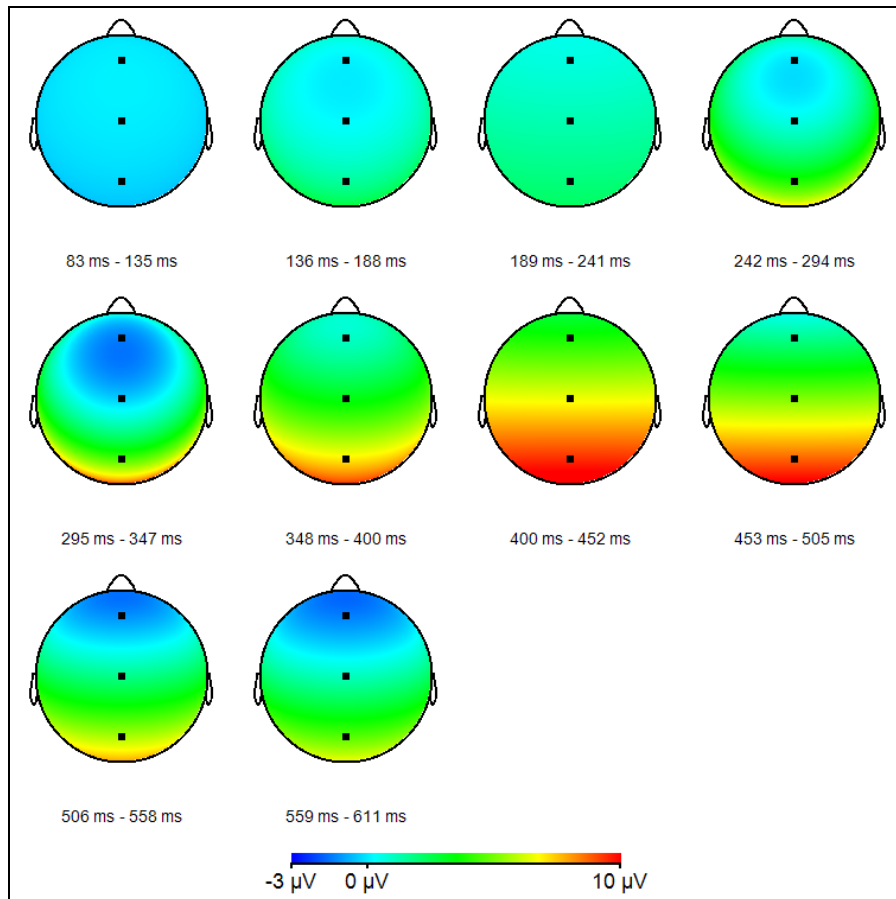 83 ms - 135 ms
136 ms - 188 ms
189 ms - 241 ms
242 ms - 294 ms
295 ms - 347 ms
348 ms - 400 ms
400 ms - 452 ms
453 ms - 505 ms
506 ms - 558 ms
559 ms - 611 ms
-3 µV 0 µV 10 µV